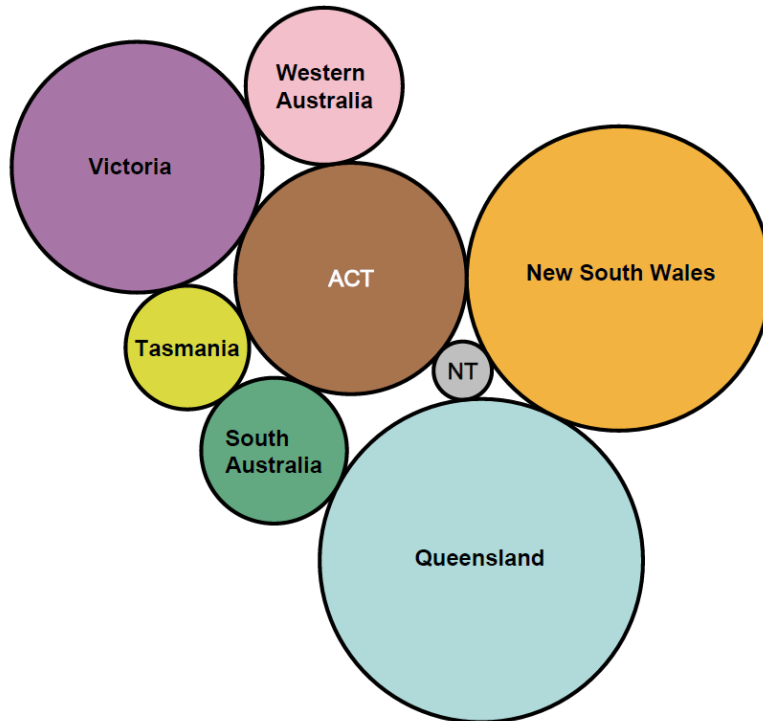 Western
Australia
Victoria
ACT
New South Wales
Tasmania
NT
South
Australia
Queensland